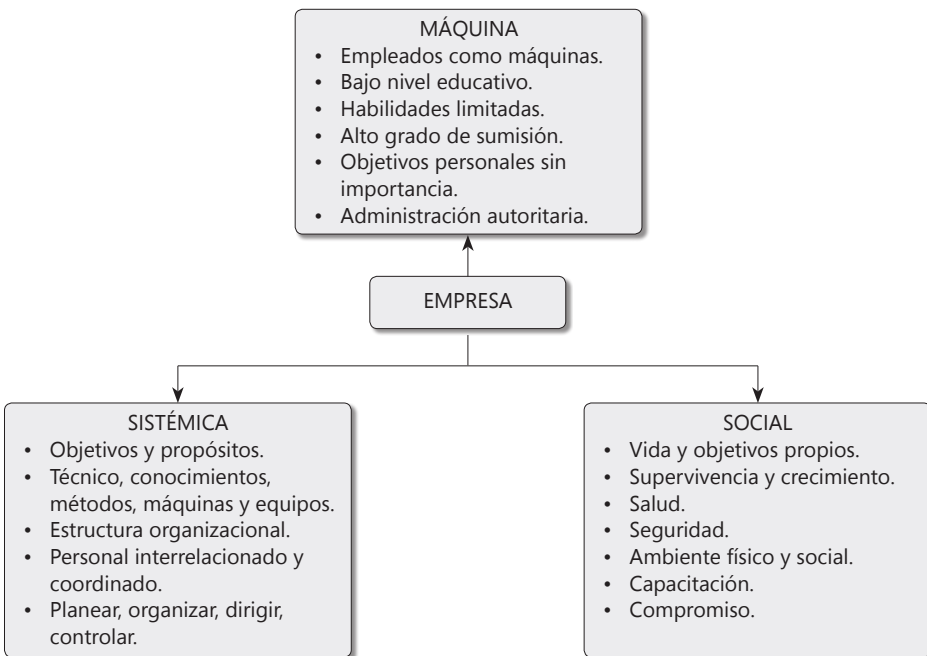 MÁQUINA
• Empleados como máquinas.
• Bajo nivel educativo.
• Habilidades limitadas.
• Alto grado de sumisión.
• Objetivos personales sin
importancia.
• Administración autoritaria.
EMPRESA
SISTÉMICA
• Objetivos y propósitos.
• Técnico, conocimientos,
métodos, máquinas y equipos.
• Estructura organizacional.
• Personal interrelacionado y
coordinado.
• Planear, organizar, dirigir,
controlar.
SOCIAL
• Vida y objetivos propios.
• Supervivencia y crecimiento.
• Salud.
• Seguridad.
• Ambiente físico y social.
• Capacitación.
• Compromiso.